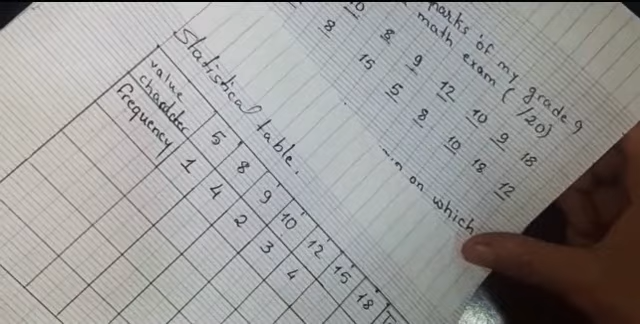 marks of my grade 9
math exam ( /20)
10 8 9 12 10 9 18
8 15 5 8 10 18 12
on which
Statistical table.
value
character 5 8 9 10 12 15 18
frequency 1 4 2 3 4